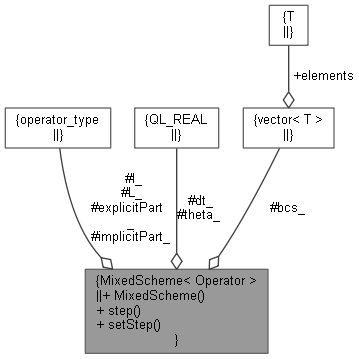 {T
||}
+elements
{operator_type
||}
{QL_REAL
||}
{vector< T >
||}
#I_
#L_
#explicitPart
_
#implicitPart_
#dt_
#theta_
#bcs_
{MixedScheme< Operator >
||+ MixedScheme()
+ step()
+ setStep()
}